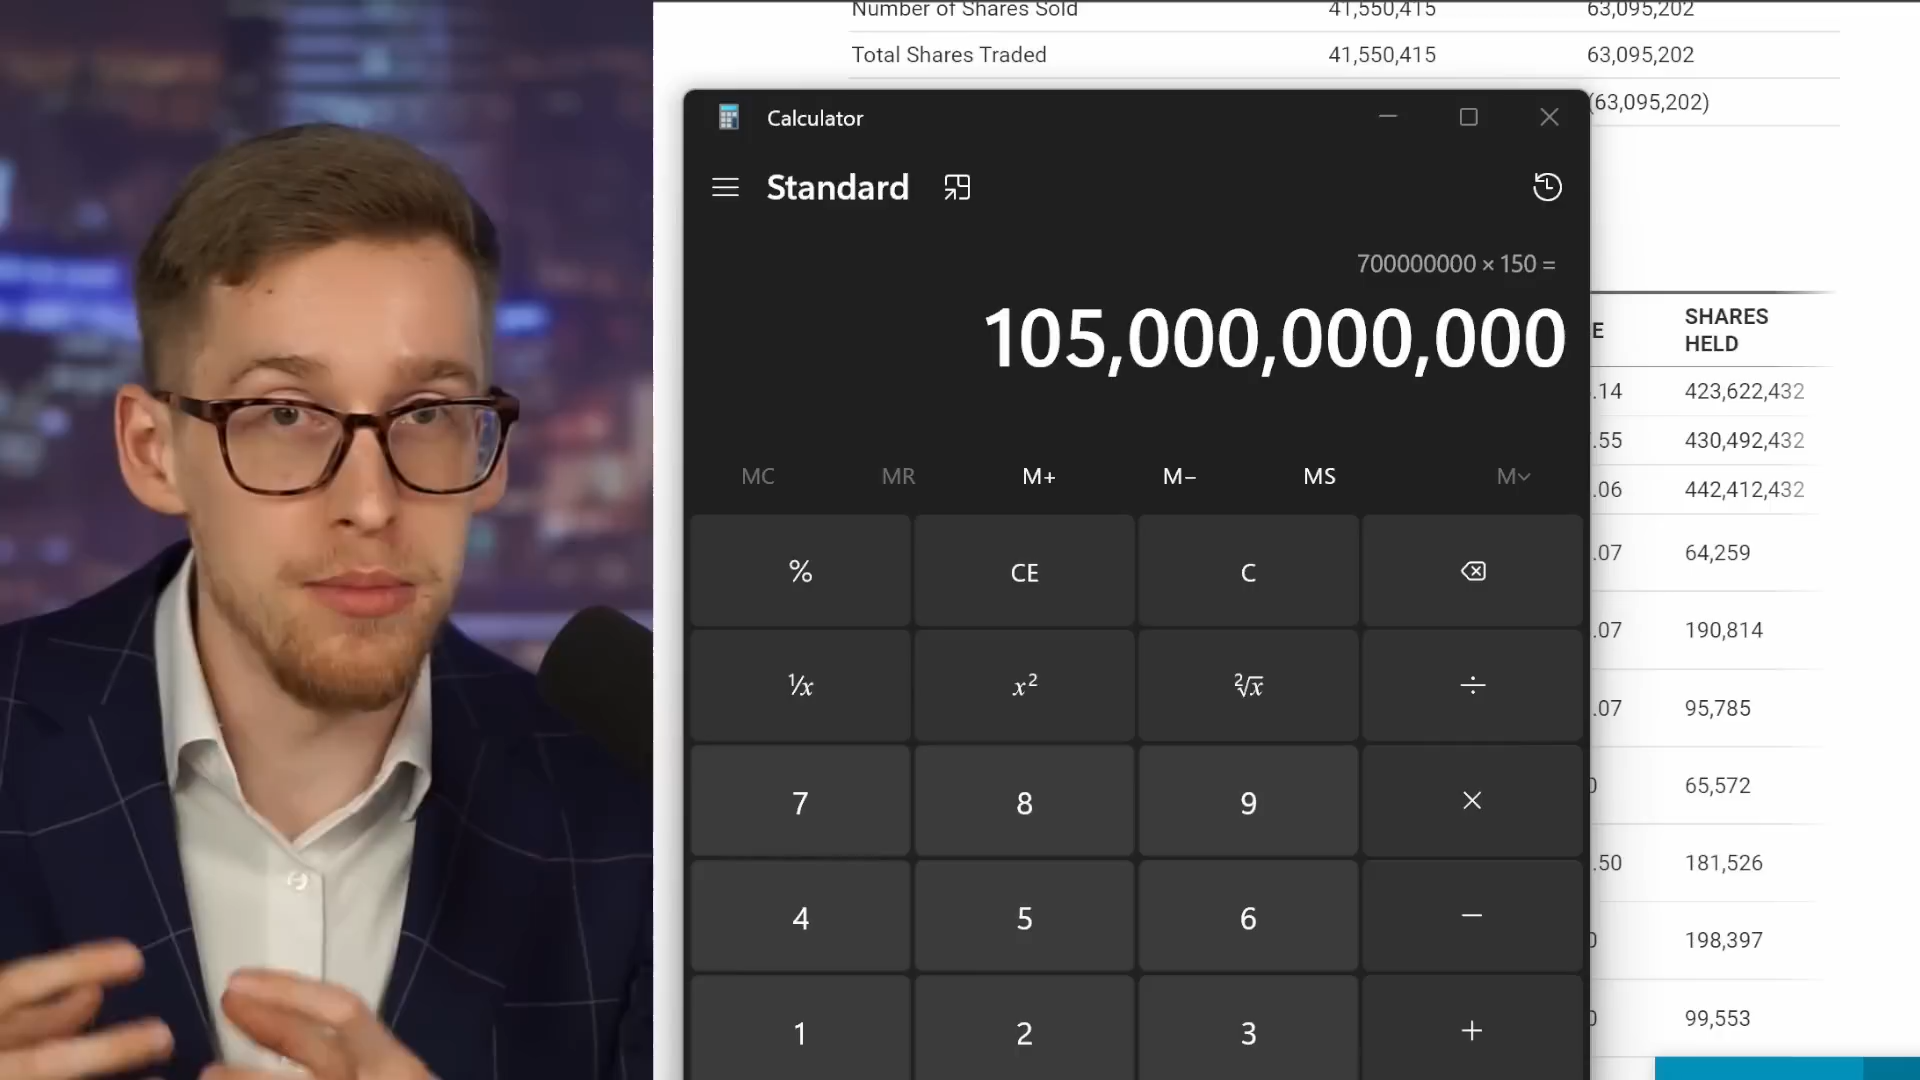 Number of Shares Sold 41,550,415 63,095,202
Total Shares Traded 41,550,415 63,095,202
(63,095,202)
Calculator
Standard
700000000 × 150 =
105,000,000,000
E SHARES HELD
.14 423,622,432
.55 430,492,432
MC MR M+ M− MS M
.06 442,412,432
% CE C
.07 64,259
.07 190,814
⅟x x² ²√x ÷
.07 95,785
7 8 9 ×
65,572
.50 181,526
4 5 6 −
198,397
99,553
1 2 3 +